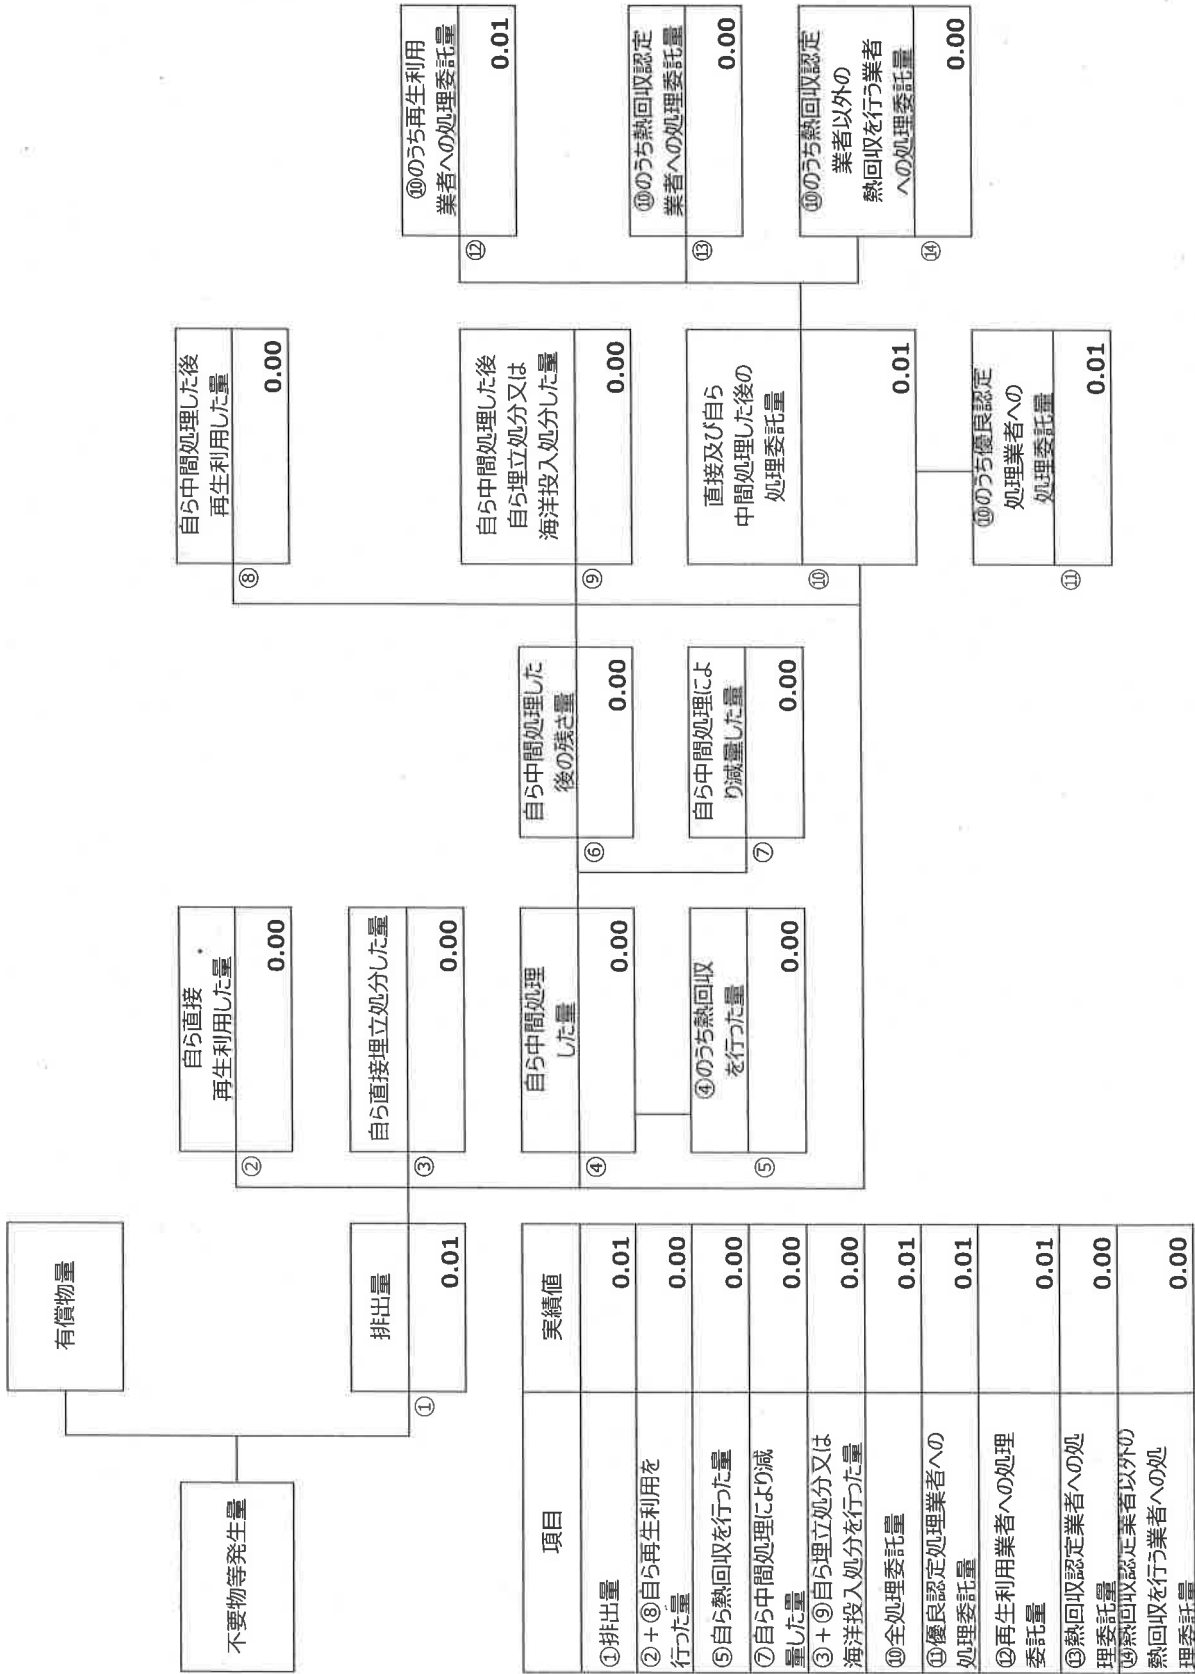 不要物等発生量
有償物量
①
排出量
0.01
②
自ら直接
再生利用した量
0.00
③
自ら直接埋立処分した量
0.00
④
自ら中間処理
した量
0.00
⑤
④のうち熱回収
を行った量
0.00
⑥
自ら中間処理した
後の残さ量
0.00
⑦
自ら中間処理によ
り減量した量
0.00
⑧
自ら中間処理した後
再生利用した量
0.00
⑨
自ら中間処理した後
自ら埋立処分又は
海洋投入処分した量
0.00
⑩
直接及び自ら
中間処理した後の
処理委託量
0.01
⑪
⑩のうち優良認定
処理業者への
処理委託量
0.01
⑫
⑩のうち再生利用
業者への処理委託量
0.01
⑬
⑩のうち熱回収認定
業者への処理委託量
0.00
⑭
⑩のうち熱回収認定
業者以外の
熱回収を行う業者
への処理委託量
0.00
項目 実績値
①排出量 0.01
②+⑧自ら再生利用を
行った量 0.00
⑤自ら熱回収を行った量 0.00
⑦自ら中間処理により減
量した量 0.00
③+⑨自ら埋立処分又は
海洋投入処分を行った量 0.00
⑩全処理委託量 0.01
⑪優良認定処理業者への
処理委託量 0.01
⑫再生利用業者への処理
委託量 0.01
⑬熱回収認定業者への処
理委託量 0.00
⑭熱回収認定業者以外の
熱回収を行う業者への処
理委託量 0.00